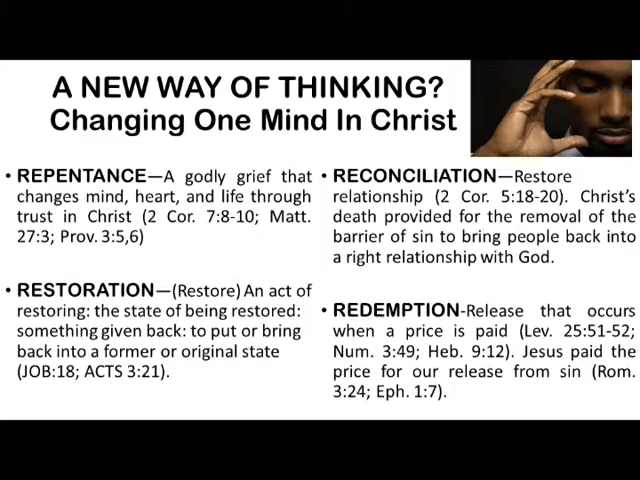 A NEW WAY OF THINKING?
Changing One Mind In Christ
• REPENTANCE—A godly grief that
changes mind, heart, and life through
trust in Christ (2 Cor. 7:8-10; Matt.
27:3; Prov. 3:5,6)
• RESTORATION—(Restore) An act of
restoring: the state of being restored:
something given back: to put or bring
back into a former or original state
(JOB:18; ACTS 3:21).
• RECONCILIATION—Restore
relationship (2 Cor. 5:18-20). Christ’s
death provided for the removal of the
barrier of sin to bring people back into
a right relationship with God.
• REDEMPTION-Release that occurs
when a price is paid (Lev. 25:51-52;
Num. 3:49; Heb. 9:12). Jesus paid the
price for our release from sin (Rom.
3:24; Eph. 1:7).